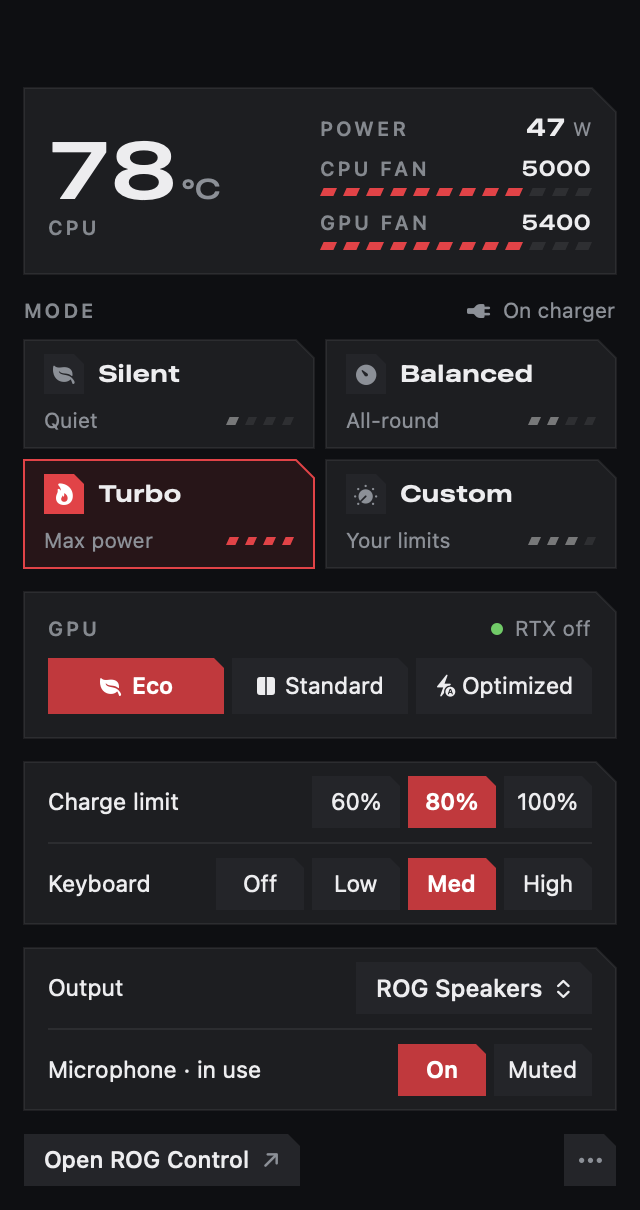 78 °C
CPU
POWER 47 W
CPU FAN 5000
GPU FAN 5400
MODE On charger
Silent
Quiet
Balanced
All-round
Turbo
Max power
Custom
Your limits
GPU RTX off
Eco Standard Optimized
Charge limit 60% 80% 100%
Keyboard Off Low Med High
Output ROG Speakers
Microphone · in use On Muted
Open ROG Control